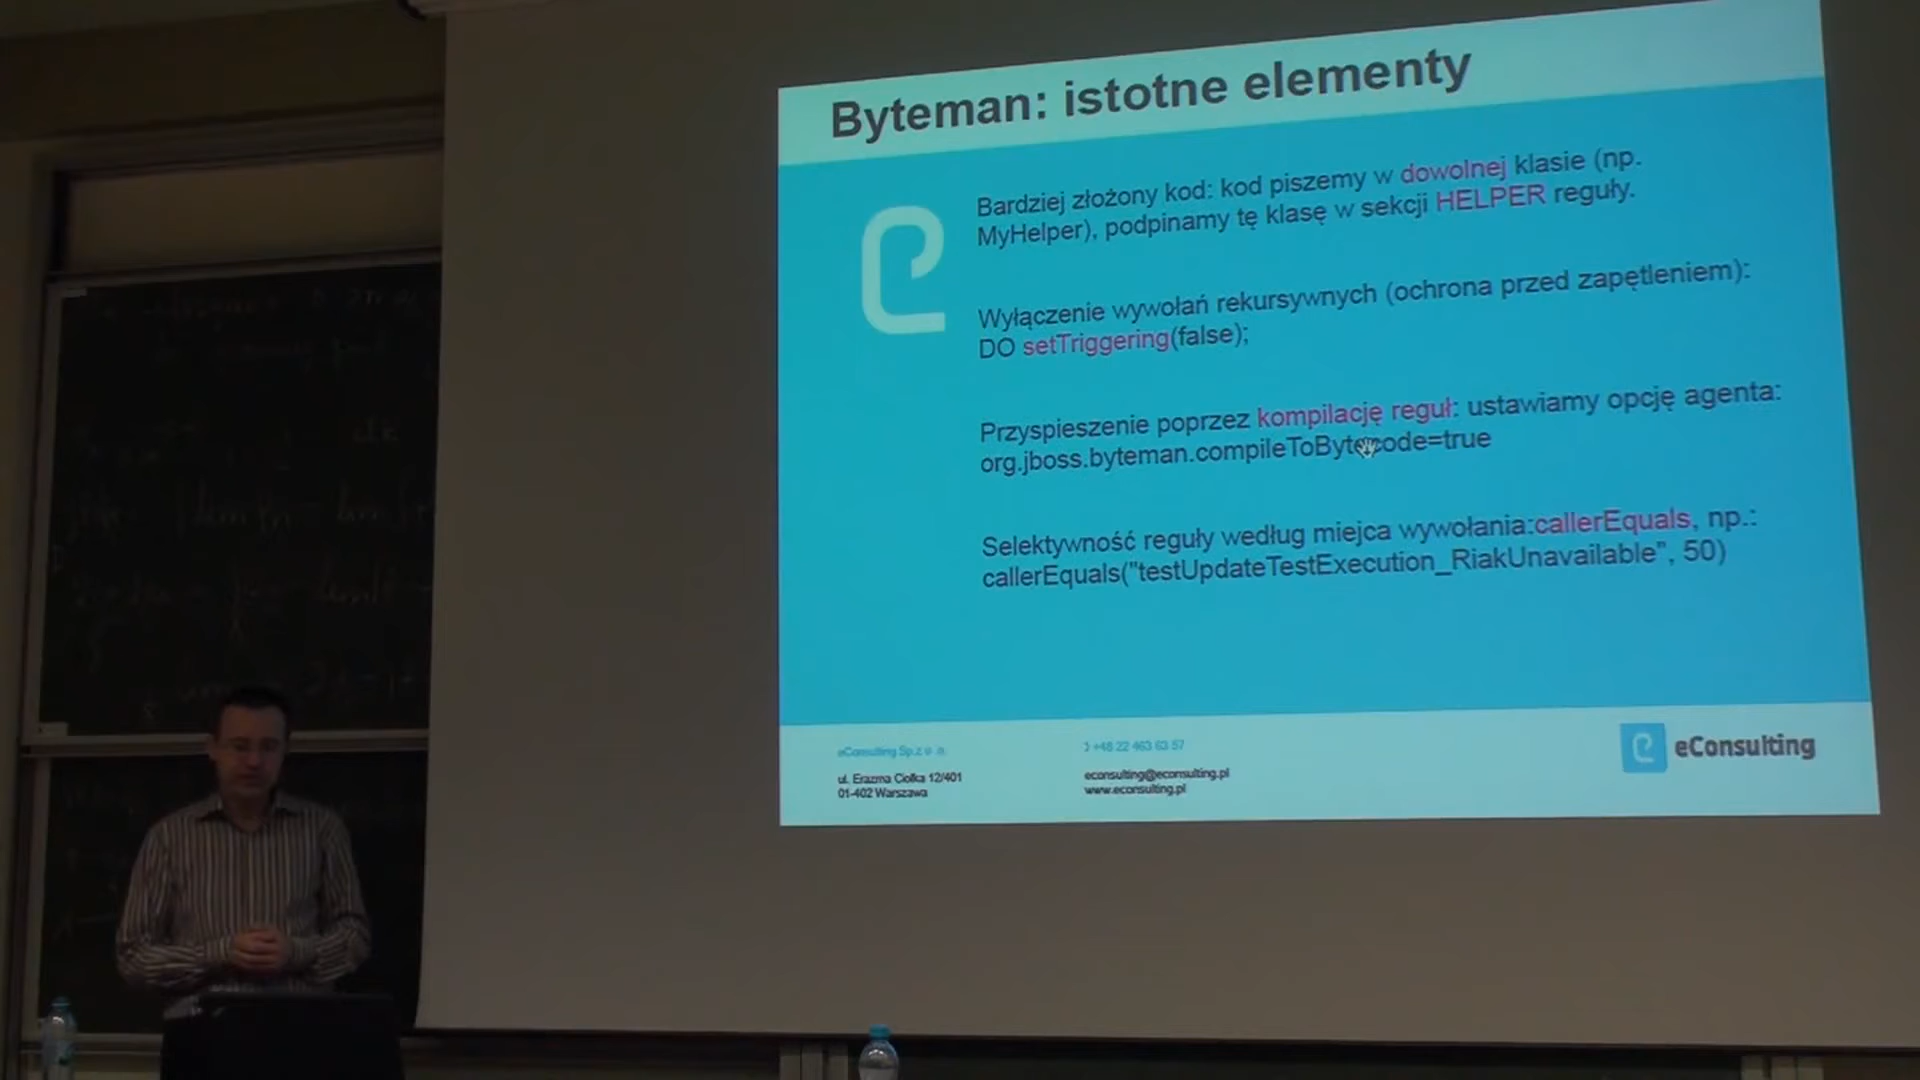 Byteman: istotne elementy
Bardziej złożony kod: kod piszemy w dowolnej klasie (np.
MyHelper), podpinamy tę klasę w sekcji HELPER reguły.
Wyłączenie wywołań rekursywnych (ochrona przed zapętleniem):
DO setTriggering(false);
Przyspieszenie poprzez kompilację reguł: ustawiamy opcję agenta:
org.jboss.byteman.compileToBytecode=true
Selektywność reguły według miejca wywołania:callerEquals, np.:
callerEquals("testUpdateTestExecution_RiakUnavailable", 50)
eConsulting Sp.z o.o.
ul. Erazma Ciołka 12/401
01-402 Warszawa
+48 22 463 63 57
econsulting@econsulting.pl
www.econsulting.pl
eConsulting